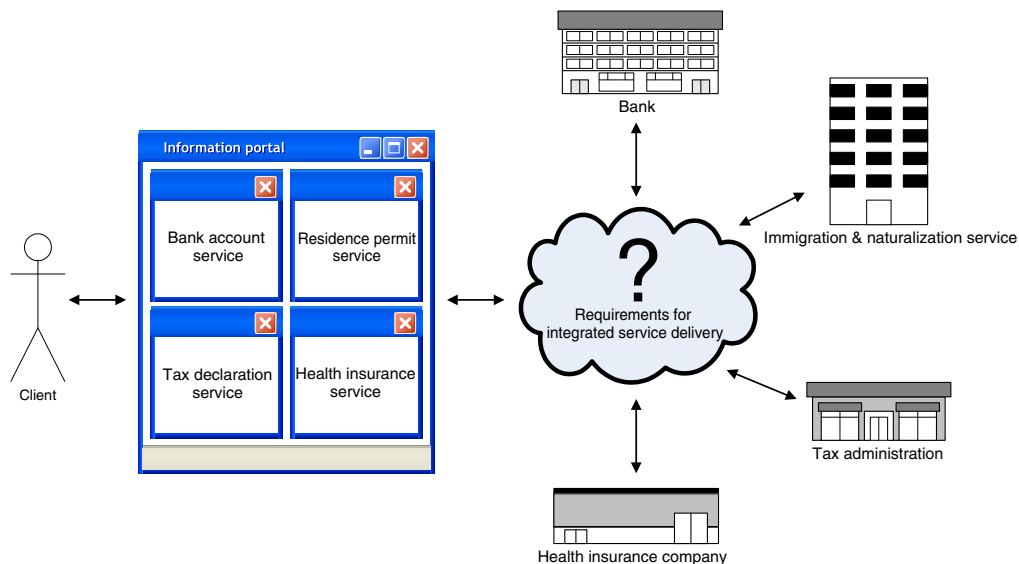 Bank
Information portal
Bank account
service
Residence permit
service
Immigration & naturalization service
?
Requirements for
integrated service delivery
Tax declaration
service
Health insurance
service
Client
Tax administration
Health insurance company